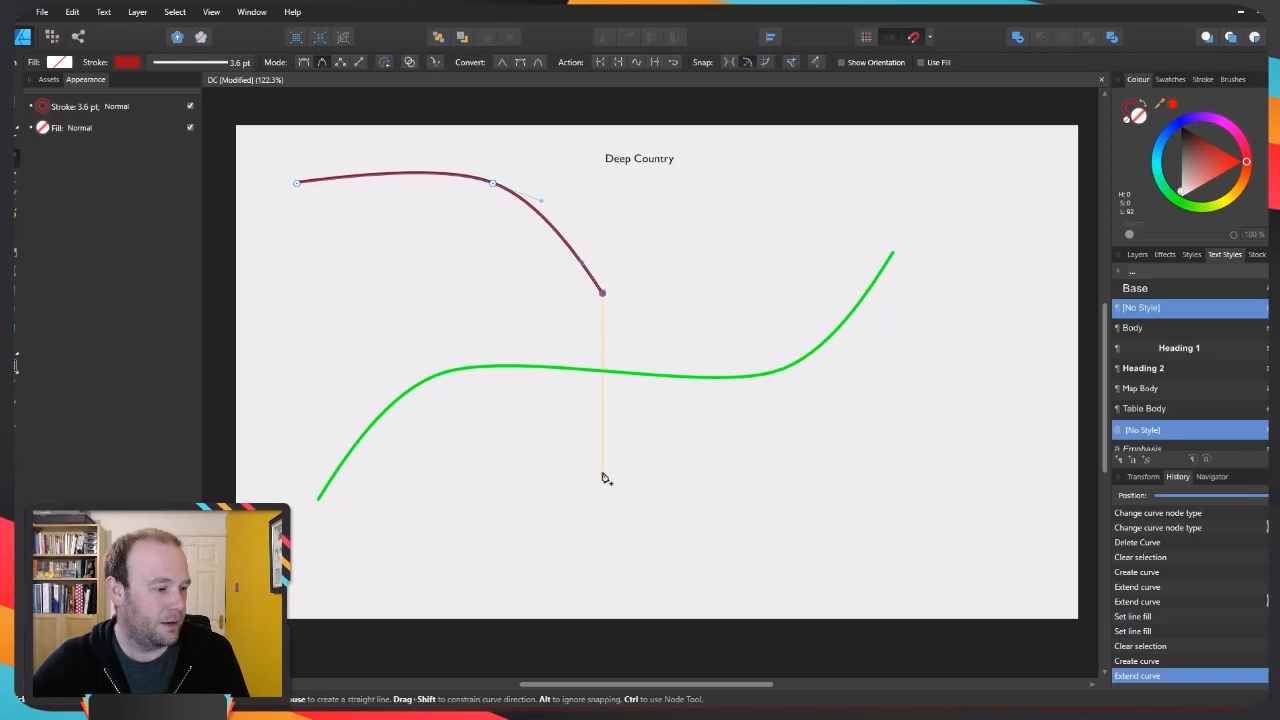 File Edit Text Layer Select View Window Help
Fill: Stroke: 3.6 pt Mode: Convert: Action: Snap: Show Orientation Use Fill
Assets Appearance
DC [Modified] (122.3%)
Stroke: 3.6 pt, Normal
Fill: Normal
Deep Country
Colour Swatches Stroke Brushes
H: 0
S: 0
L: 92
100 %
Layers Effects Styles Text Styles Stock
...
Base
[No Style]
Body
Heading 1
Heading 2
Map Body
Table Body
[No Style]
Emphasis
Transform History Navigator
Position:
Change curve node type
Change curve node type
Delete Curve
Clear selection
Create curve
Extend curve
Extend curve
Set line fill
Set line fill
Clear selection
Create curve
Extend curve
ouse to create a straight line. Drag+Shift to constrain curve direction. Alt to ignore snapping. Ctrl to use Node Tool.